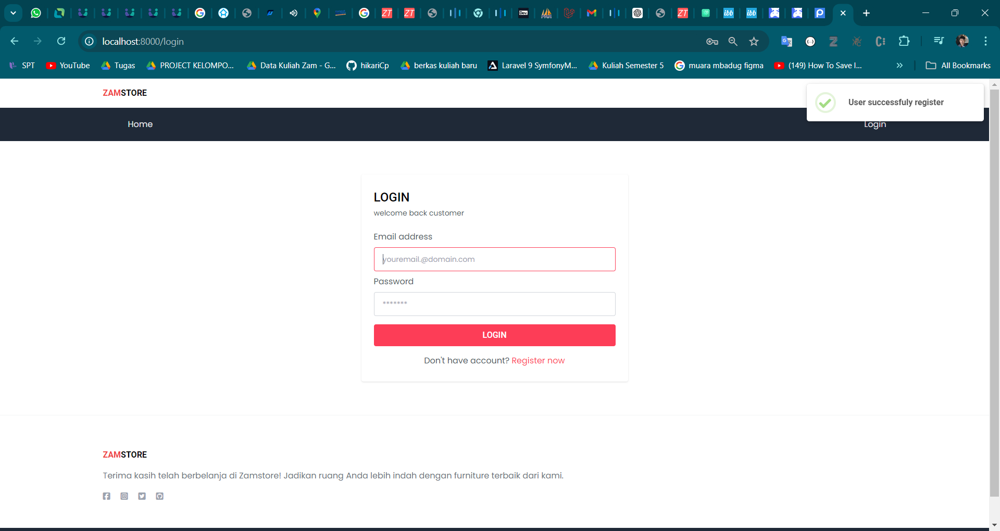 localhost:8000/login
SPT
YouTube
Tugas
PROJECT KELOMPO...
Data Kuliah Zam - G...
hikariCp
berkas kuliah baru
Laravel 9 SymfonyM...
Kuliah Semester 5
muara mbadug figma
(149) How To Save I...
All Bookmarks
ZAMSTORE
User successfuly register
Home
Login
LOGIN
welcome back customer
Email address
youremail.@domain.com
Password
*******
LOGIN
Don't have account? Register now
ZAMSTORE
Terima kasih telah berbelanja di Zamstore! Jadikan ruang Anda lebih indah dengan furniture terbaik dari kami.